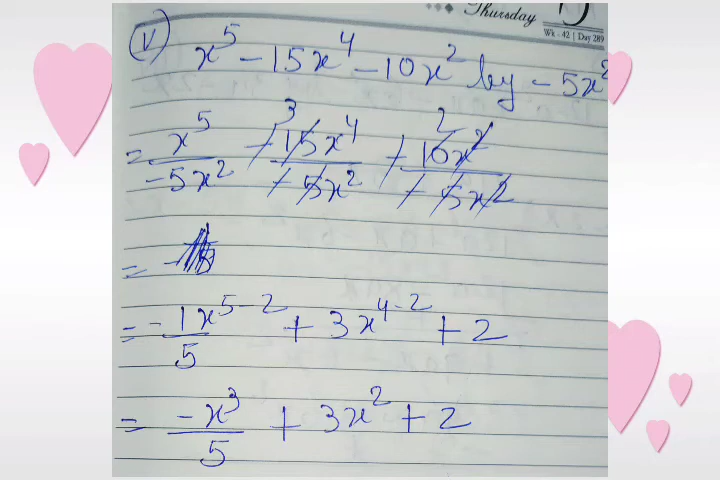 Thursday
Wk - 42 | Day 289
(v) x⁵ - 15x⁴ - 10x² by - 5x²
= x⁵/-5x² - 15x⁴/-5x² - 10x²/-5x²
3 2
=
= -1x⁵⁻²/5 + 3x⁴⁻² + 2
= -x³/5 + 3x² + 2